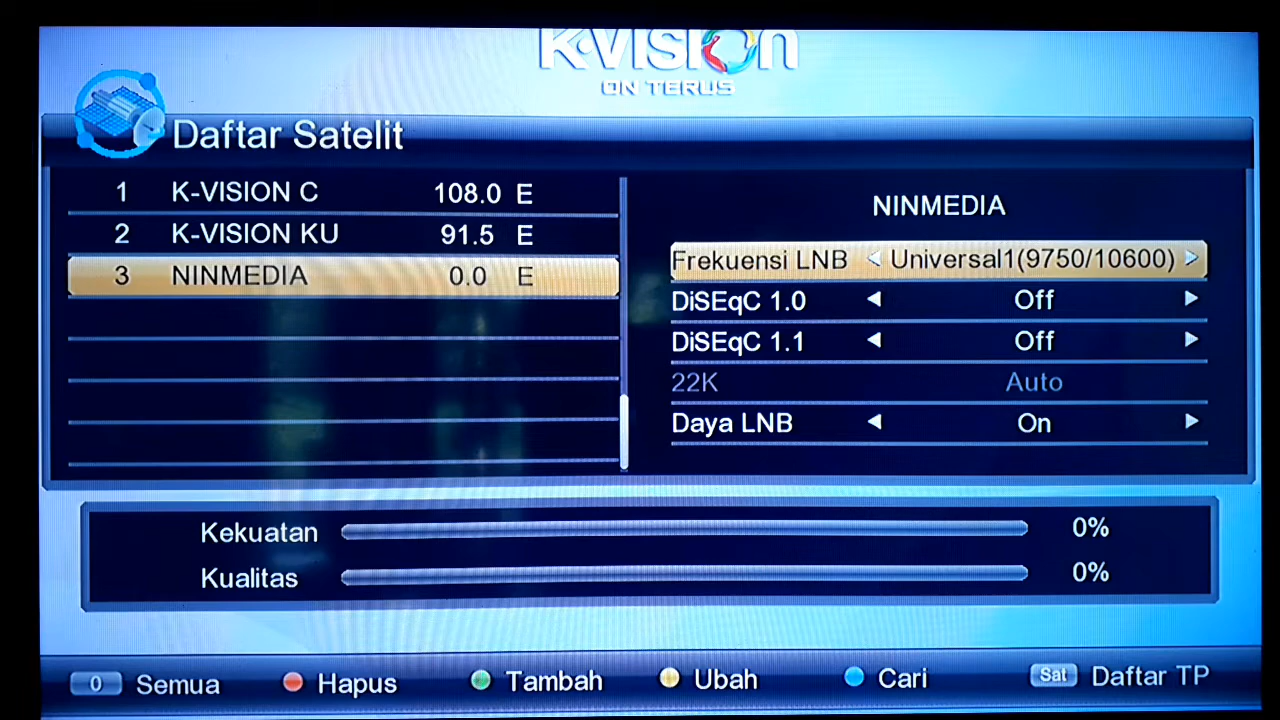 K-VISION
ON TERUS
Daftar Satelit
1 K-VISION C 108.0 E
2 K-VISION KU 91.5 E
3 NINMEDIA 0.0 E
NINMEDIA
Frekuensi LNB Universal1(9750/10600)
DiSEqC 1.0 Off
DiSEqC 1.1 Off
22K Auto
Daya LNB On
Kekuatan 0%
Kualitas 0%
0 Semua Hapus Tambah Ubah Cari Sat Daftar TP